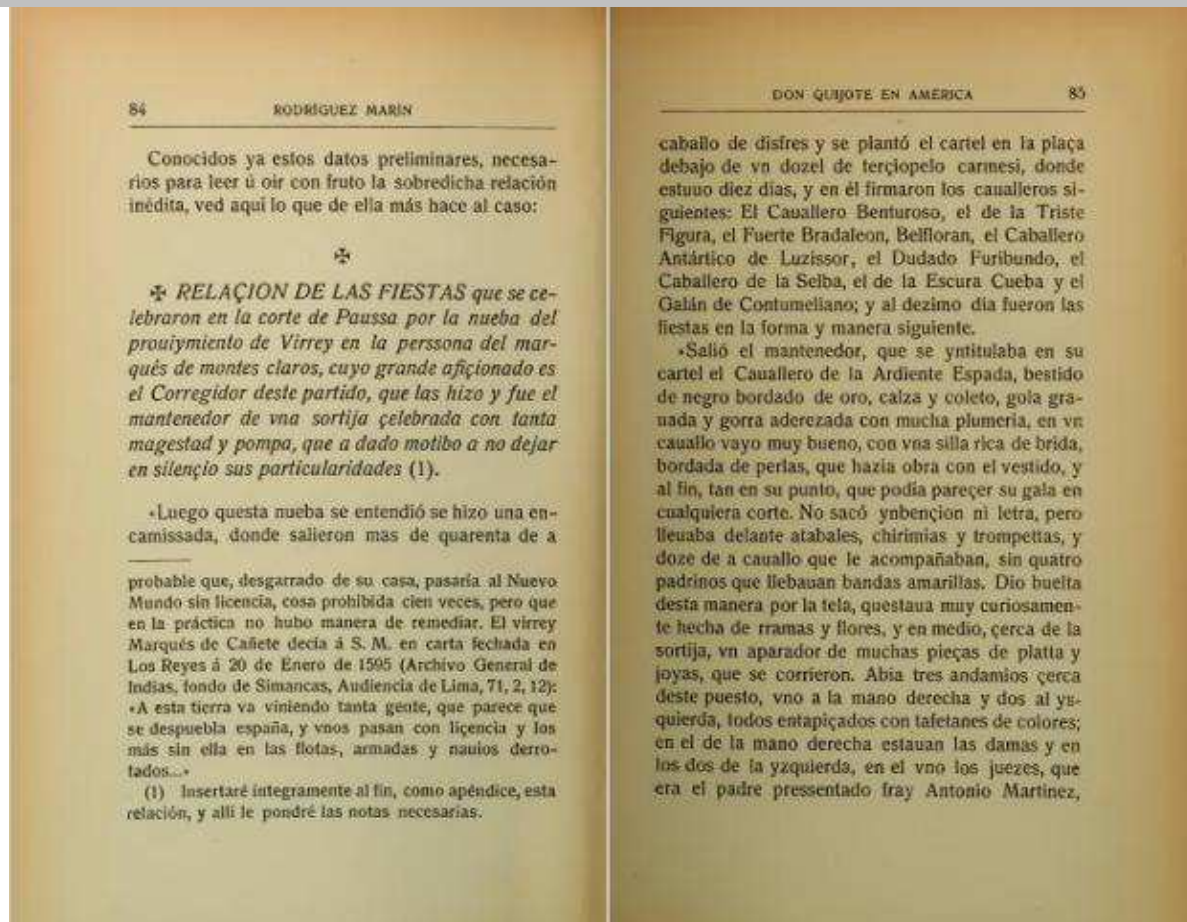 84
RODRÍGUEZ MARÍN
Conocidos ya estos datos preliminares, necesa-
rios para leer ú oir con fruto la sobredicha relación
inédita, ved aquí lo que de ella más hace al caso:
✠
✠ RELAÇION DE LAS FIESTAS que se ce-
lebraron en la corte de Paussa por la nueba del
prouiymiento de Virrey en la perssona del mar-
qués de montes claros, cuyo grande afiçionado es
el Corregidor deste partido, que las hizo y fue el
mantenedor de vna sortija çelebrada con tanta
magestad y pompa, que a dado motibo a no dejar
en silençio sus particularidades (1).
«Luego questa nueba se entendió se hizo una en-
camissada, donde salieron mas de quarenta de a
probable que, desgarrado de su casa, pasaría al Nuevo
Mundo sin licencia, cosa prohibida cien veces, pero que
en la práctica no hubo manera de remediar. El virrey
Marqués de Cañete decía á S. M. en carta fechada en
Los Reyes á 20 de Enero de 1595 (Archivo General de
Indias, fondo de Simancas, Audiencia de Lima, 71, 2, 12):
«A esta tierra va viniendo tanta gente, que parece que
se despuebla españa, y vnos pasan con liçencia y los
más sin ella en las flotas, armadas y nauios derro-
tados...»
(1) Insertaré íntegramente al fin, como apéndice, esta
relación, y allí le pondré las notas necesarias.
DON QUIJOTE EN AMÉRICA
85
caballo de disfres y se plantó el cartel en la plaça
debajo de vn dozel de terçiopelo carmesi, donde
estuuo diez dias, y en él firmaron los caualleros si-
guientes: El Cauallero Benturoso, el de la Triste
Figura, el Fuerte Bradaleon, Belfloran, el Caballero
Antártico de Luzissor, el Dudado Furibundo, el
Caballero de la Selba, el de la Escura Cueba y el
Galán de Contumeliano; y al dezimo dia fueron las
fiestas en la forma y manera siguiente.
»Salió el mantenedor, que se yntitulaba en su
cartel el Cauallero de la Ardiente Espada, bestido
de negro bordado de oro, calza y coleto, gola gra-
uada y gorra aderezada con mucha plumeria, en vn
cauallo vayo muy bueno, con vna silla rica de brida,
bordada de perlas, que hazia obra con el vestido, y
al fin, tan en su punto, que podia pareçer su gala en
cualquiera corte. No sacó ynbençion ni letra, pero
lleuaba delante atabales, chirimias y trompettas, y
doze de a cauallo que le acompañaban, sin quatro
padrinos que llebauan bandas amarillas. Dio buelta
desta manera por la tela, questaua muy curiosamen-
te hecha de rramas y flores, y en medio, çerca de la
sortija, vn aparador de muchas pieças de platta y
joyas, que se corrieron. Abia tres andamios çerca
deste puesto, vno a la mano derecha y dos al ys-
quierda, todos entapiçados con tafetanes de colores;
en el de la mano derecha estauan las damas y en
los dos de la yzquierda, en el vno los juezes, que
era el padre pressentado fray Antonio Martinez,